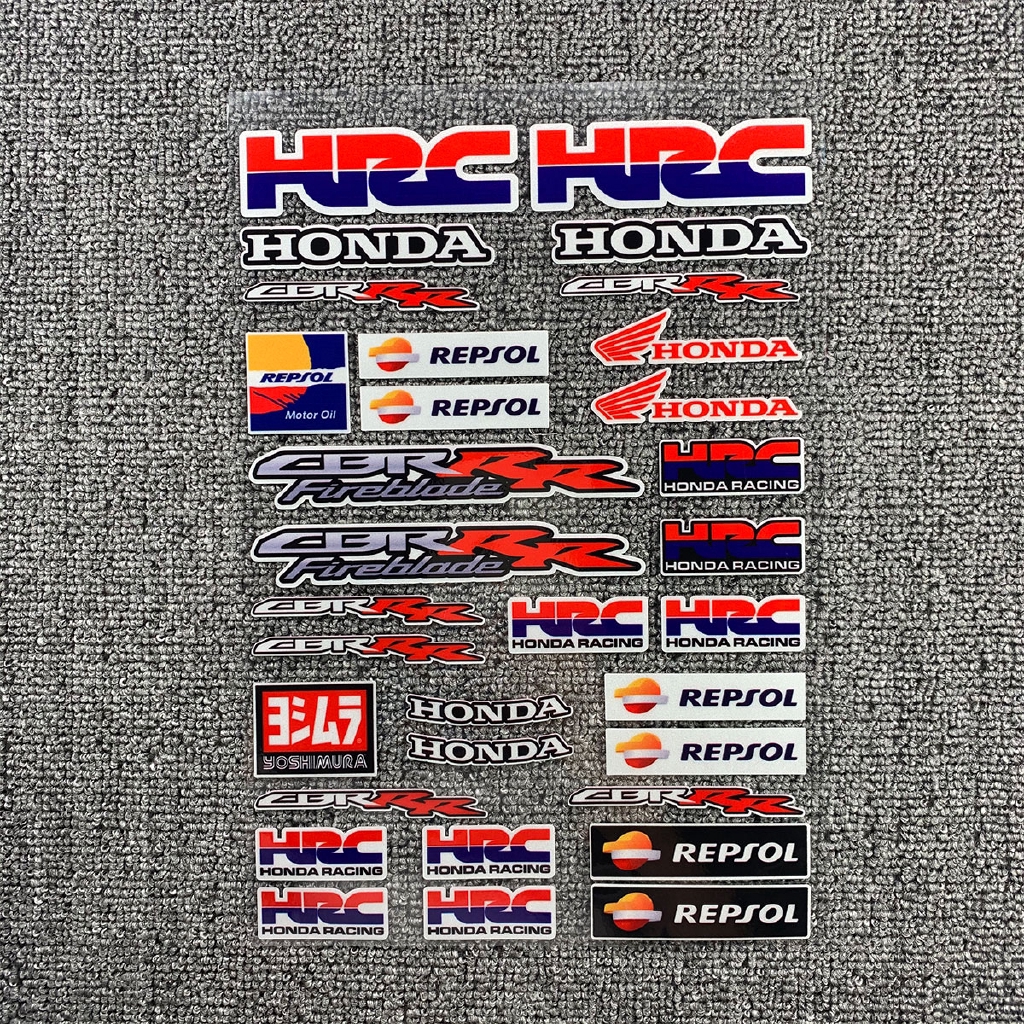 HRC HRC
HONDA HONDA
CBR RR CBR RR
REPSOL
Motor Oil
REPSOL
REPSOL
HONDA
HONDA
CBR RR
Fireblade
HRC
HONDA RACING
CBR RR
Fireblade
HRC
HONDA RACING
CBR RR
CBR RR
HRC
HONDA RACING
HRC
HONDA RACING
ヨシムラ
YOSHIMURA
HONDA
HONDA
REPSOL
REPSOL
CBR RR CBR RR
HRC
HONDA RACING
HRC
HONDA RACING
REPSOL
HRC
HONDA RACING
HRC
HONDA RACING
REPSOL